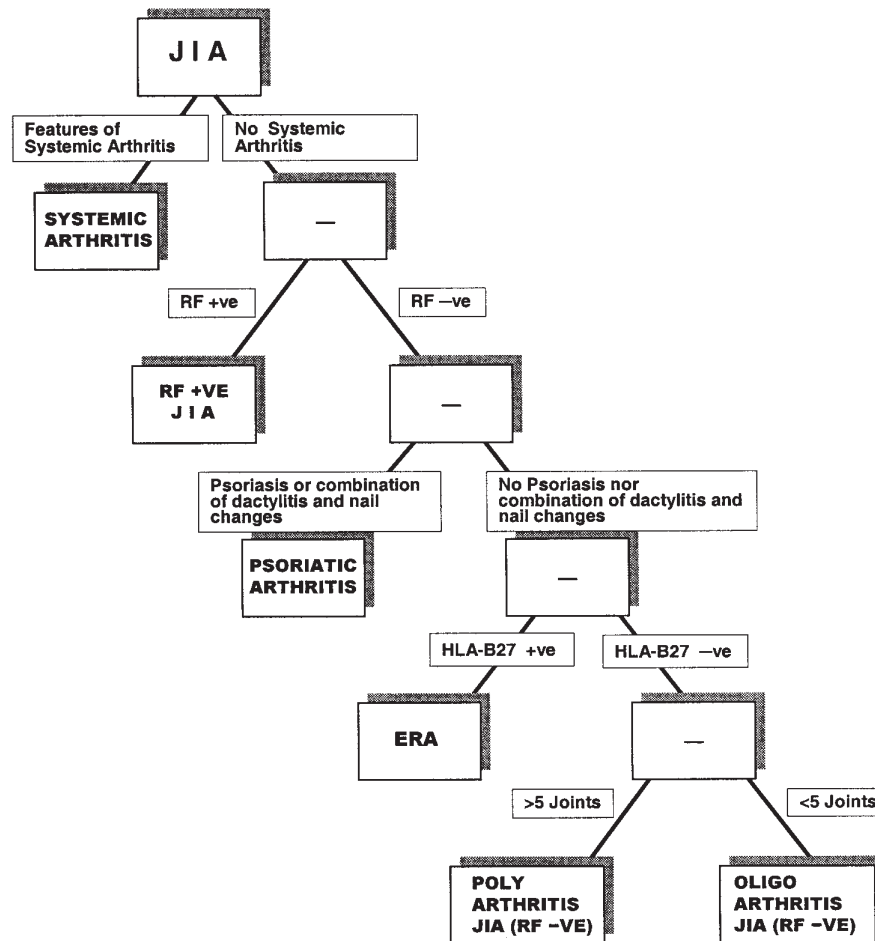 J I A
Features of
Systemic Arthritis
No Systemic
Arthritis
SYSTEMIC
ARTHRITIS
—
RF +ve
RF —ve
RF +VE
J I A
—
Psoriasis or combination
of dactylitis and nail
changes
No Psoriasis nor
combination of dactylitis and
nail changes
PSORIATIC
ARTHRITIS
—
HLA-B27 +ve
HLA-B27 —ve
ERA
—
>5 Joints
<5 Joints
POLY
ARTHRITIS
JIA (RF –VE)
OLIGO
ARTHRITIS
JIA (RF –VE)